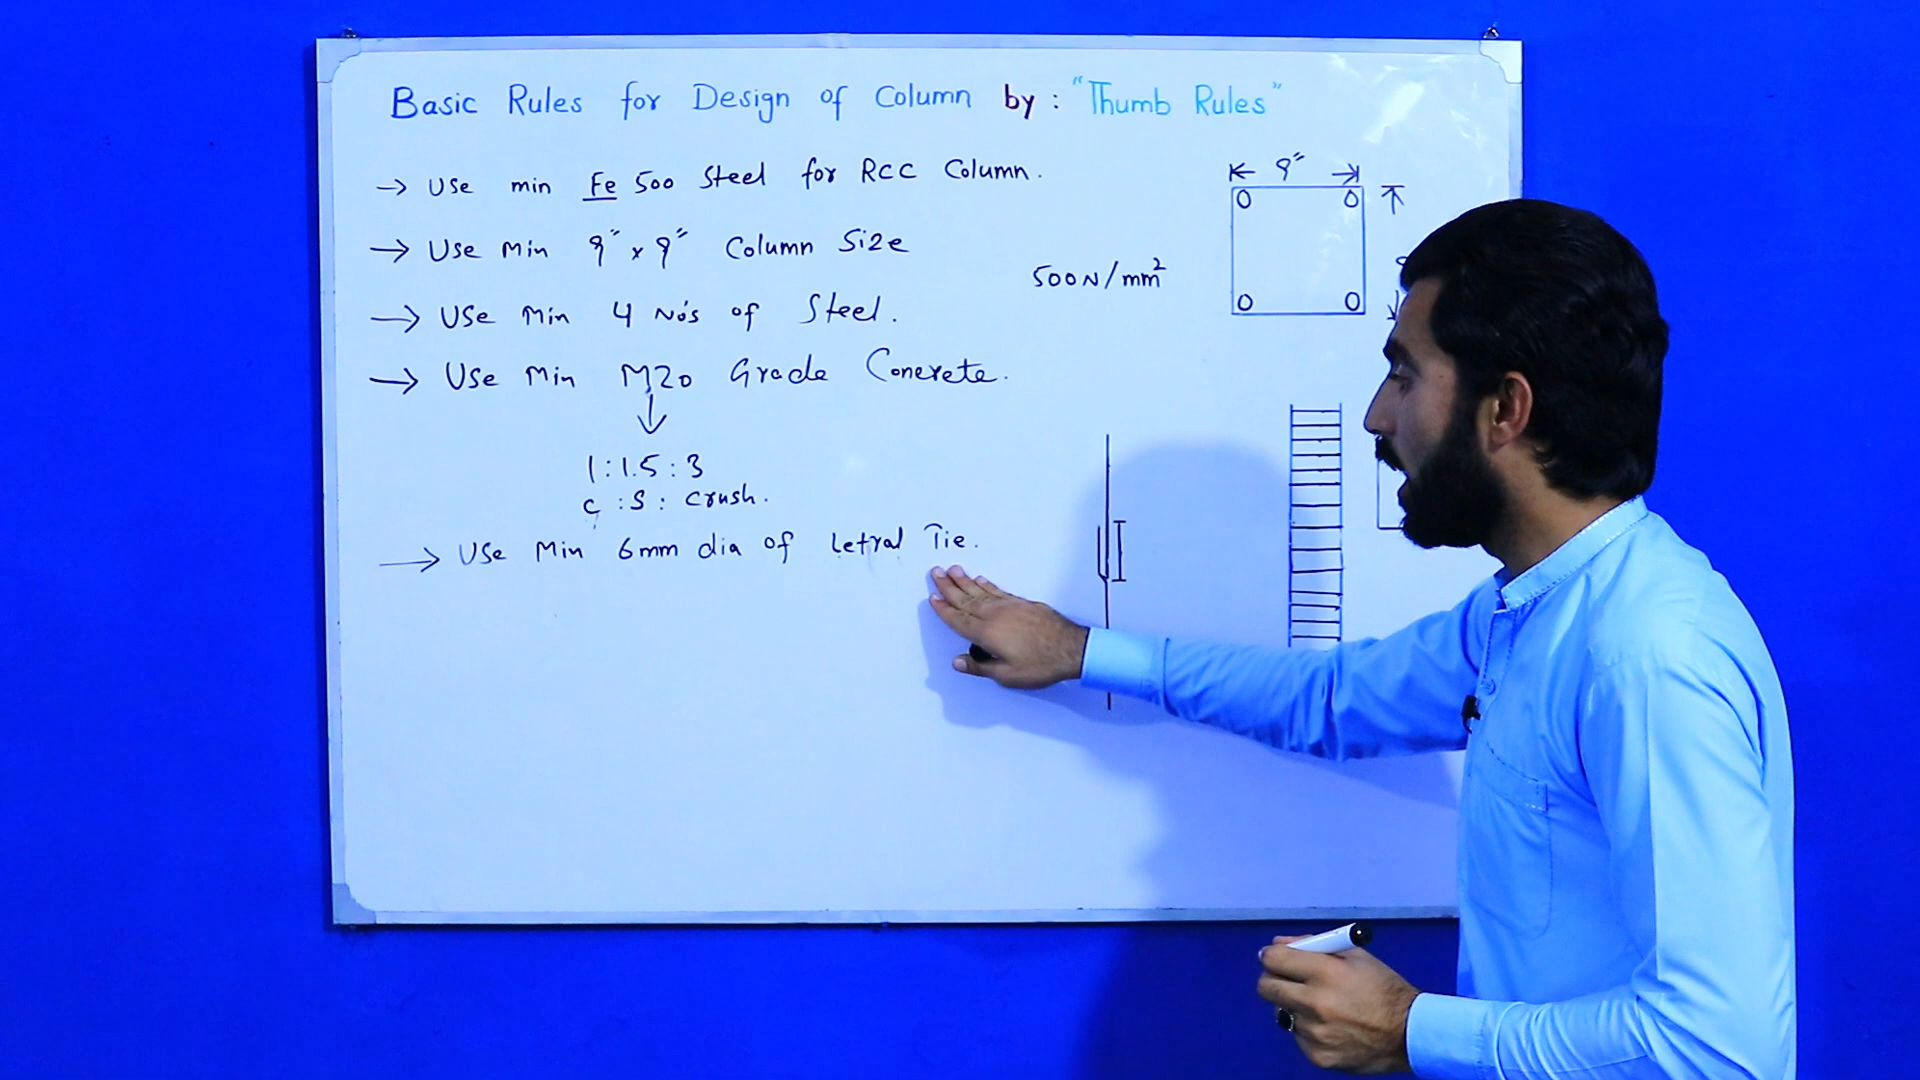 Basic Rules for Design of Column by: "Thumb Rules"
→ Use min Fe 500 Steel for RCC Column.
→ Use Min 9" x 9" Column Size
→ Use Min 4 No's of Steel.
→ Use Min M20 Grade Concrete.
1:1.5:3
C:S: Crush.
→ Use Min 6mm dia of Letral Tie.
500N/mm²
9"